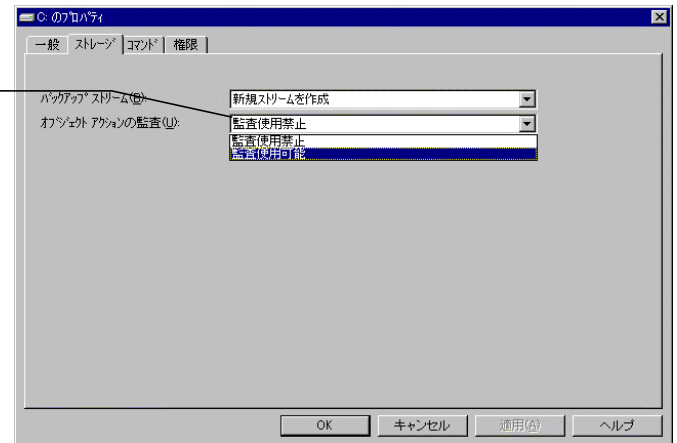 C: のプロパティ
一般 ストレージ コマンド 権限
バックアップ ストリーム(B): 新規ストリームを作成
オブジェクト アクションの監査(U): 監査使用禁止
監査使用禁止
監査使用可能
OK キャンセル 適用(A) ヘルプ